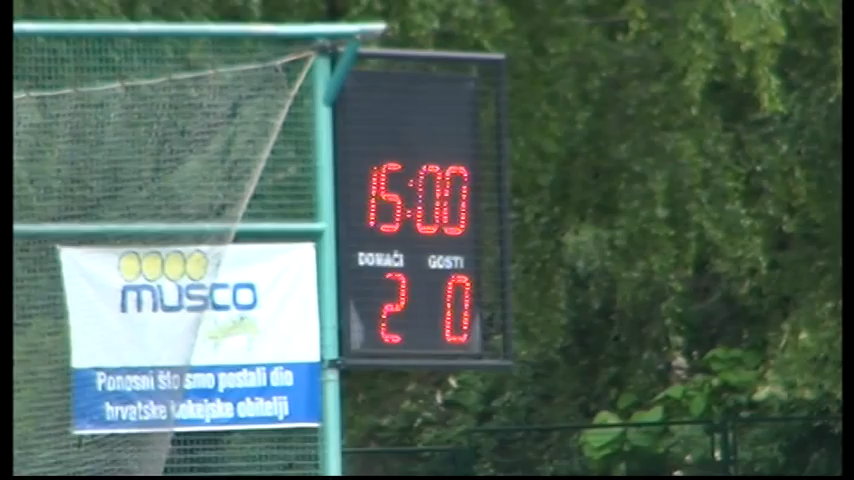 15:00
DOMAĆI GOSTI
2 0
MUSCO
Ponosni što smo postali dio
hrvatske hokejske obitelji